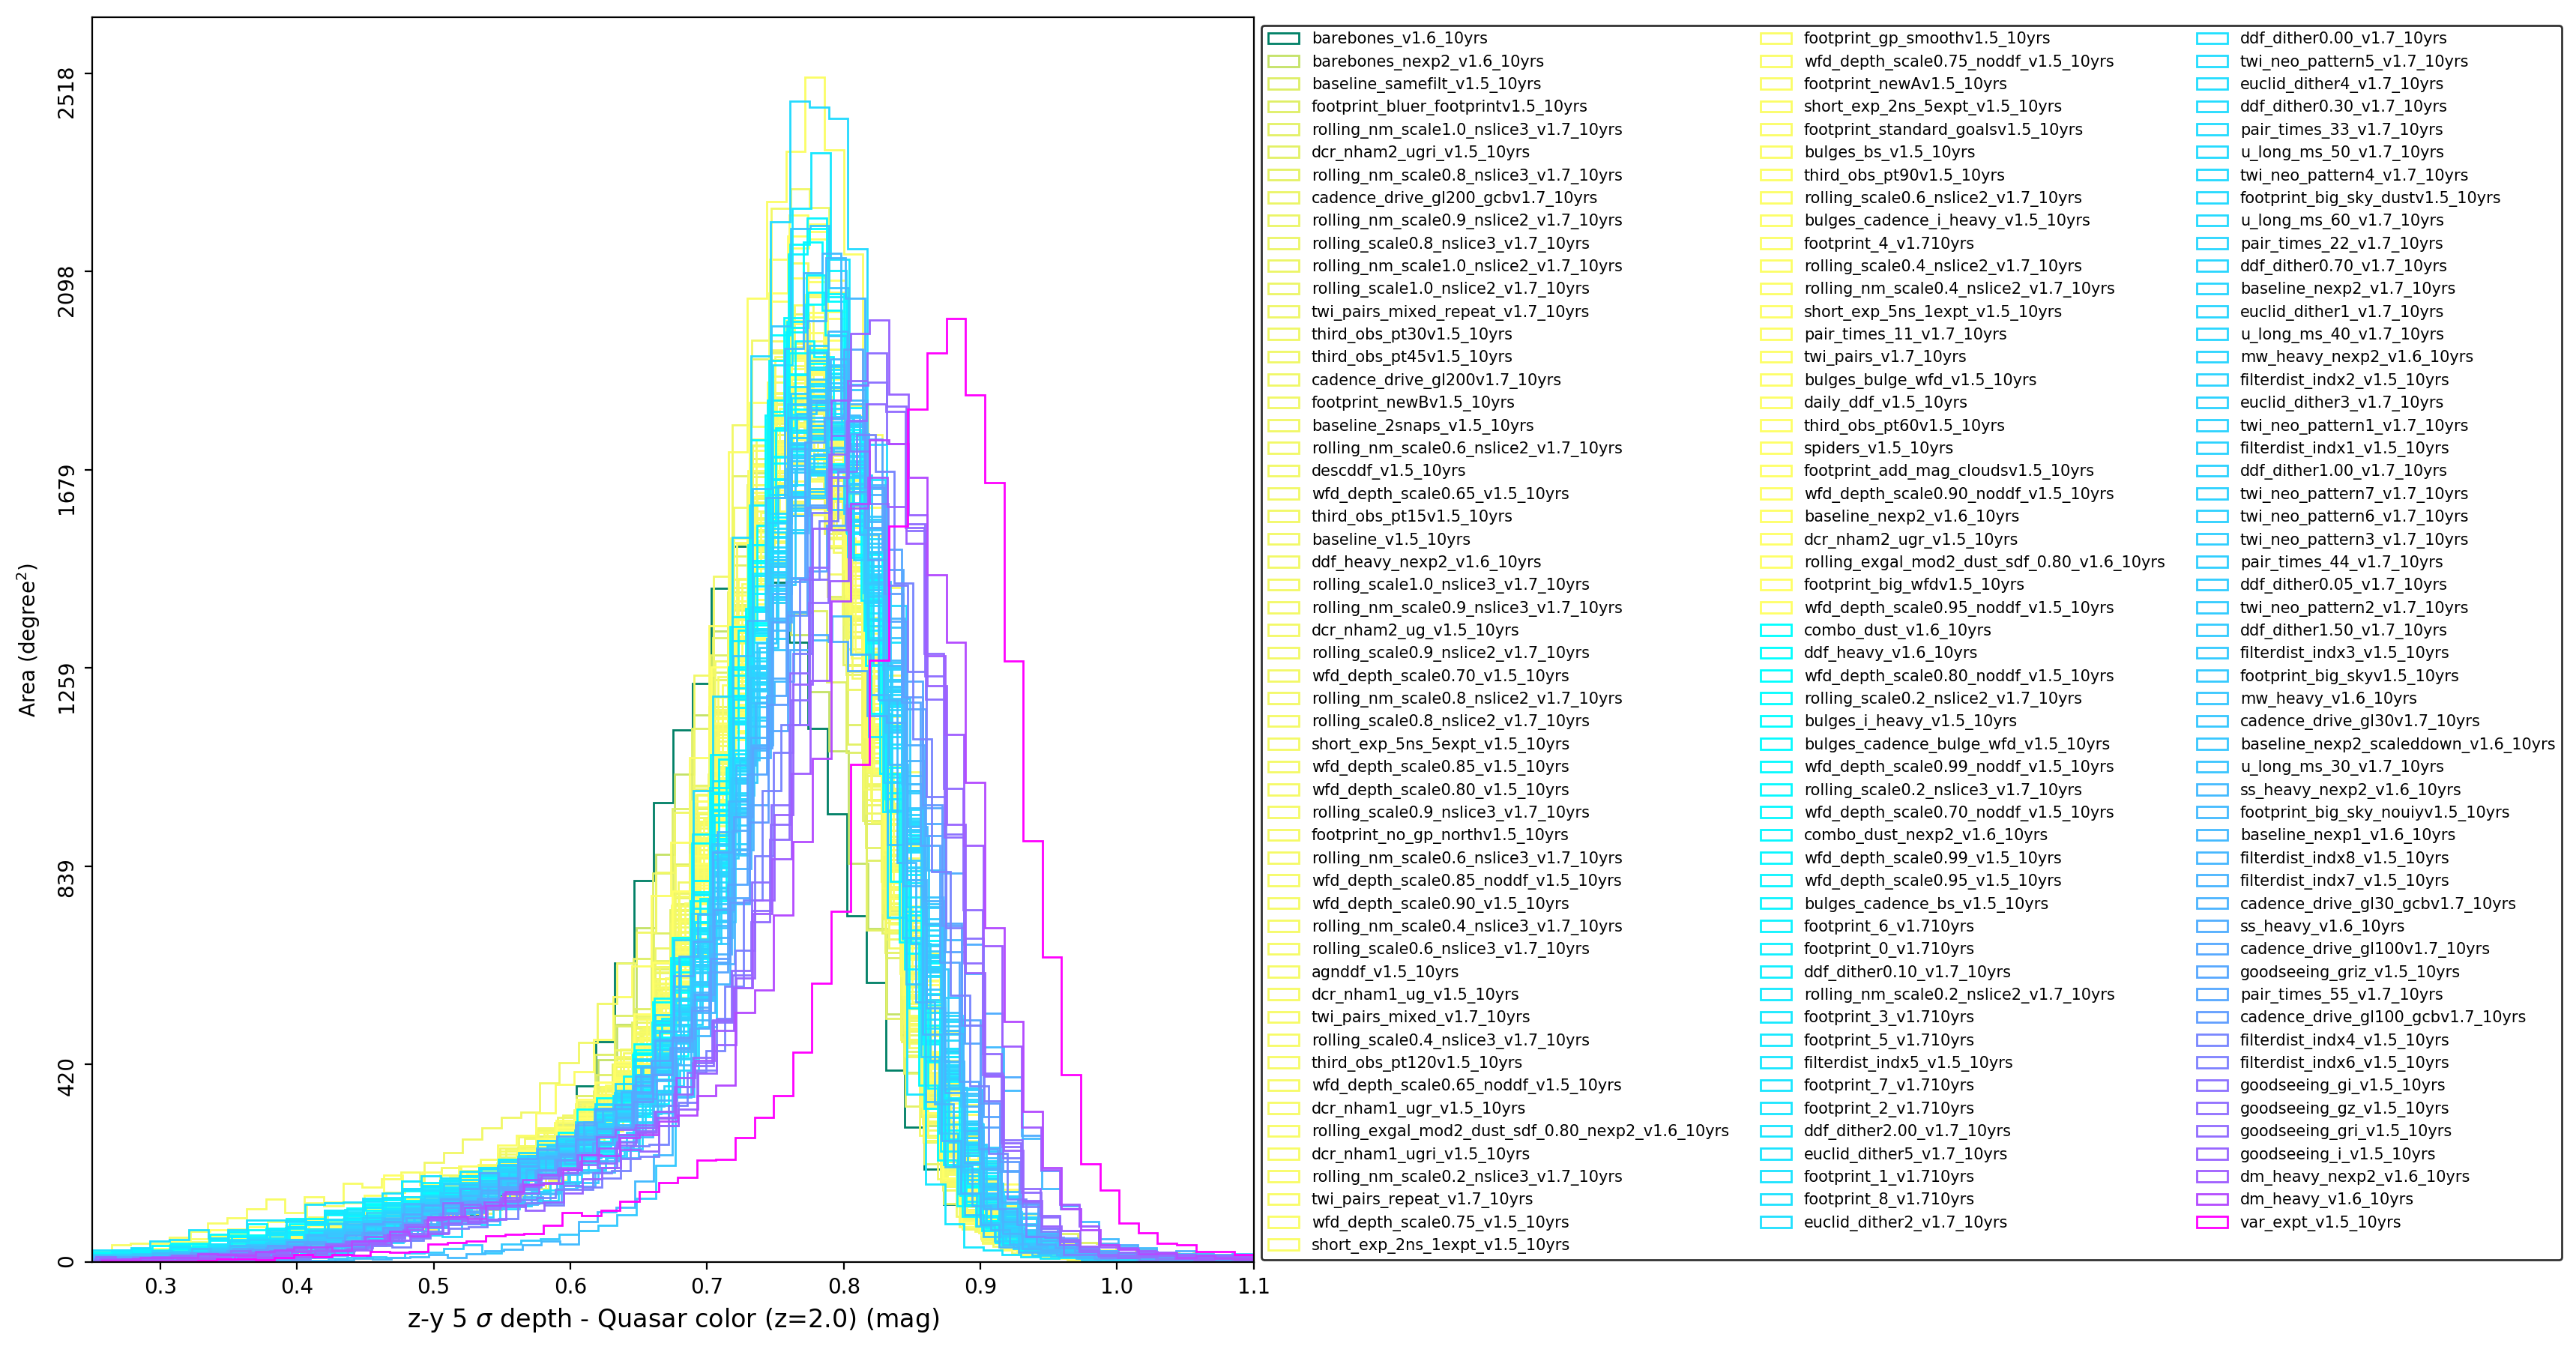 2518
2098
1679
1259
839
420
0
Area (degree²)
0.3 0.4 0.5 0.6 0.7 0.8 0.9 1.0 1.1
z-y 5 σ depth - Quasar color (z=2.0) (mag)
barebones_v1.6_10yrs
barebones_nexp2_v1.6_10yrs
baseline_samefilt_v1.5_10yrs
footprint_bluer_footprintv1.5_10yrs
rolling_nm_scale1.0_nslice3_v1.7_10yrs
dcr_nham2_ugri_v1.5_10yrs
rolling_nm_scale0.8_nslice3_v1.7_10yrs
cadence_drive_gl200_gcbv1.7_10yrs
rolling_nm_scale0.9_nslice2_v1.7_10yrs
rolling_scale0.8_nslice3_v1.7_10yrs
rolling_nm_scale1.0_nslice2_v1.7_10yrs
rolling_scale1.0_nslice2_v1.7_10yrs
twi_pairs_mixed_repeat_v1.7_10yrs
third_obs_pt30v1.5_10yrs
third_obs_pt45v1.5_10yrs
cadence_drive_gl200v1.7_10yrs
footprint_newBv1.5_10yrs
baseline_2snaps_v1.5_10yrs
rolling_nm_scale0.6_nslice2_v1.7_10yrs
descddf_v1.5_10yrs
wfd_depth_scale0.65_v1.5_10yrs
third_obs_pt15v1.5_10yrs
baseline_v1.5_10yrs
ddf_heavy_nexp2_v1.6_10yrs
rolling_scale1.0_nslice3_v1.7_10yrs
rolling_nm_scale0.9_nslice3_v1.7_10yrs
dcr_nham2_ug_v1.5_10yrs
rolling_scale0.9_nslice2_v1.7_10yrs
wfd_depth_scale0.70_v1.5_10yrs
rolling_nm_scale0.8_nslice2_v1.7_10yrs
rolling_scale0.8_nslice2_v1.7_10yrs
short_exp_5ns_5expt_v1.5_10yrs
wfd_depth_scale0.85_v1.5_10yrs
wfd_depth_scale0.80_v1.5_10yrs
rolling_scale0.9_nslice3_v1.7_10yrs
footprint_no_gp_northv1.5_10yrs
rolling_nm_scale0.6_nslice3_v1.7_10yrs
wfd_depth_scale0.85_noddf_v1.5_10yrs
wfd_depth_scale0.90_v1.5_10yrs
rolling_nm_scale0.4_nslice3_v1.7_10yrs
rolling_scale0.6_nslice3_v1.7_10yrs
agnddf_v1.5_10yrs
dcr_nham1_ug_v1.5_10yrs
twi_pairs_mixed_v1.7_10yrs
rolling_scale0.4_nslice3_v1.7_10yrs
third_obs_pt120v1.5_10yrs
wfd_depth_scale0.65_noddf_v1.5_10yrs
dcr_nham1_ugr_v1.5_10yrs
rolling_exgal_mod2_dust_sdf_0.80_nexp2_v1.6_10yrs
dcr_nham1_ugri_v1.5_10yrs
rolling_nm_scale0.2_nslice3_v1.7_10yrs
twi_pairs_repeat_v1.7_10yrs
wfd_depth_scale0.75_v1.5_10yrs
short_exp_2ns_1expt_v1.5_10yrs
footprint_gp_smoothv1.5_10yrs
wfd_depth_scale0.75_noddf_v1.5_10yrs
footprint_newAv1.5_10yrs
short_exp_2ns_5expt_v1.5_10yrs
footprint_standard_goalsv1.5_10yrs
bulges_bs_v1.5_10yrs
third_obs_pt90v1.5_10yrs
rolling_scale0.6_nslice2_v1.7_10yrs
bulges_cadence_i_heavy_v1.5_10yrs
footprint_4_v1.710yrs
rolling_scale0.4_nslice2_v1.7_10yrs
rolling_nm_scale0.4_nslice2_v1.7_10yrs
short_exp_5ns_1expt_v1.5_10yrs
pair_times_11_v1.7_10yrs
twi_pairs_v1.7_10yrs
bulges_bulge_wfd_v1.5_10yrs
daily_ddf_v1.5_10yrs
third_obs_pt60v1.5_10yrs
spiders_v1.5_10yrs
footprint_add_mag_cloudsv1.5_10yrs
wfd_depth_scale0.90_noddf_v1.5_10yrs
baseline_nexp2_v1.6_10yrs
dcr_nham2_ugr_v1.5_10yrs
rolling_exgal_mod2_dust_sdf_0.80_v1.6_10yrs
footprint_big_wfdv1.5_10yrs
wfd_depth_scale0.95_noddf_v1.5_10yrs
combo_dust_v1.6_10yrs
ddf_heavy_v1.6_10yrs
wfd_depth_scale0.80_noddf_v1.5_10yrs
rolling_scale0.2_nslice2_v1.7_10yrs
bulges_i_heavy_v1.5_10yrs
bulges_cadence_bulge_wfd_v1.5_10yrs
wfd_depth_scale0.99_noddf_v1.5_10yrs
rolling_scale0.2_nslice3_v1.7_10yrs
wfd_depth_scale0.70_noddf_v1.5_10yrs
combo_dust_nexp2_v1.6_10yrs
wfd_depth_scale0.99_v1.5_10yrs
wfd_depth_scale0.95_v1.5_10yrs
bulges_cadence_bs_v1.5_10yrs
footprint_6_v1.710yrs
footprint_0_v1.710yrs
ddf_dither0.10_v1.7_10yrs
rolling_nm_scale0.2_nslice2_v1.7_10yrs
footprint_3_v1.710yrs
footprint_5_v1.710yrs
filterdist_indx5_v1.5_10yrs
footprint_7_v1.710yrs
footprint_2_v1.710yrs
ddf_dither2.00_v1.7_10yrs
euclid_dither5_v1.7_10yrs
footprint_1_v1.710yrs
footprint_8_v1.710yrs
euclid_dither2_v1.7_10yrs
ddf_dither0.00_v1.7_10yrs
twi_neo_pattern5_v1.7_10yrs
euclid_dither4_v1.7_10yrs
ddf_dither0.30_v1.7_10yrs
pair_times_33_v1.7_10yrs
u_long_ms_50_v1.7_10yrs
twi_neo_pattern4_v1.7_10yrs
footprint_big_sky_dustv1.5_10yrs
u_long_ms_60_v1.7_10yrs
pair_times_22_v1.7_10yrs
ddf_dither0.70_v1.7_10yrs
baseline_nexp2_v1.7_10yrs
euclid_dither1_v1.7_10yrs
u_long_ms_40_v1.7_10yrs
mw_heavy_nexp2_v1.6_10yrs
filterdist_indx2_v1.5_10yrs
euclid_dither3_v1.7_10yrs
twi_neo_pattern1_v1.7_10yrs
filterdist_indx1_v1.5_10yrs
ddf_dither1.00_v1.7_10yrs
twi_neo_pattern7_v1.7_10yrs
twi_neo_pattern6_v1.7_10yrs
twi_neo_pattern3_v1.7_10yrs
pair_times_44_v1.7_10yrs
ddf_dither0.05_v1.7_10yrs
twi_neo_pattern2_v1.7_10yrs
ddf_dither1.50_v1.7_10yrs
filterdist_indx3_v1.5_10yrs
footprint_big_skyv1.5_10yrs
mw_heavy_v1.6_10yrs
cadence_drive_gl30v1.7_10yrs
baseline_nexp2_scaleddown_v1.6_10yrs
u_long_ms_30_v1.7_10yrs
ss_heavy_nexp2_v1.6_10yrs
footprint_big_sky_nouiyv1.5_10yrs
baseline_nexp1_v1.6_10yrs
filterdist_indx8_v1.5_10yrs
filterdist_indx7_v1.5_10yrs
cadence_drive_gl30_gcbv1.7_10yrs
ss_heavy_v1.6_10yrs
cadence_drive_gl100v1.7_10yrs
goodseeing_griz_v1.5_10yrs
pair_times_55_v1.7_10yrs
cadence_drive_gl100_gcbv1.7_10yrs
filterdist_indx4_v1.5_10yrs
filterdist_indx6_v1.5_10yrs
goodseeing_gi_v1.5_10yrs
goodseeing_gz_v1.5_10yrs
goodseeing_gri_v1.5_10yrs
goodseeing_i_v1.5_10yrs
dm_heavy_nexp2_v1.6_10yrs
dm_heavy_v1.6_10yrs
var_expt_v1.5_10yrs